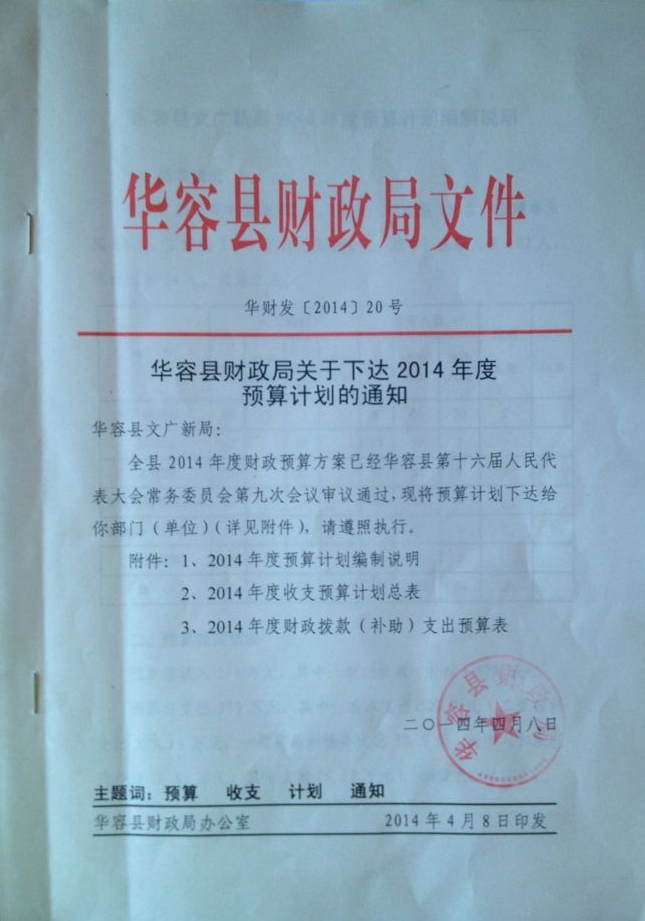 华容县财政局文件
华财发〔2014〕20号
华容县财政局关于下达2014年度
预算计划的通知
华容县文广新局：
全县2014年度财政预算方案已经华容县第十六届人民代
表大会常务委员会第九次会议审议通过，现将预算计划下达给
你部门（单位）（详见附件），请遵照执行。
附件：1、2014年度预算计划编制说明
2、2014年度收支预算计划总表
3、2014年度财政拨款（补助）支出预算表
二〇一四年四月八日
华容县财政局
主题词：预算 收支 计划 通知
华容县财政局办公室 2014年4月8日印发